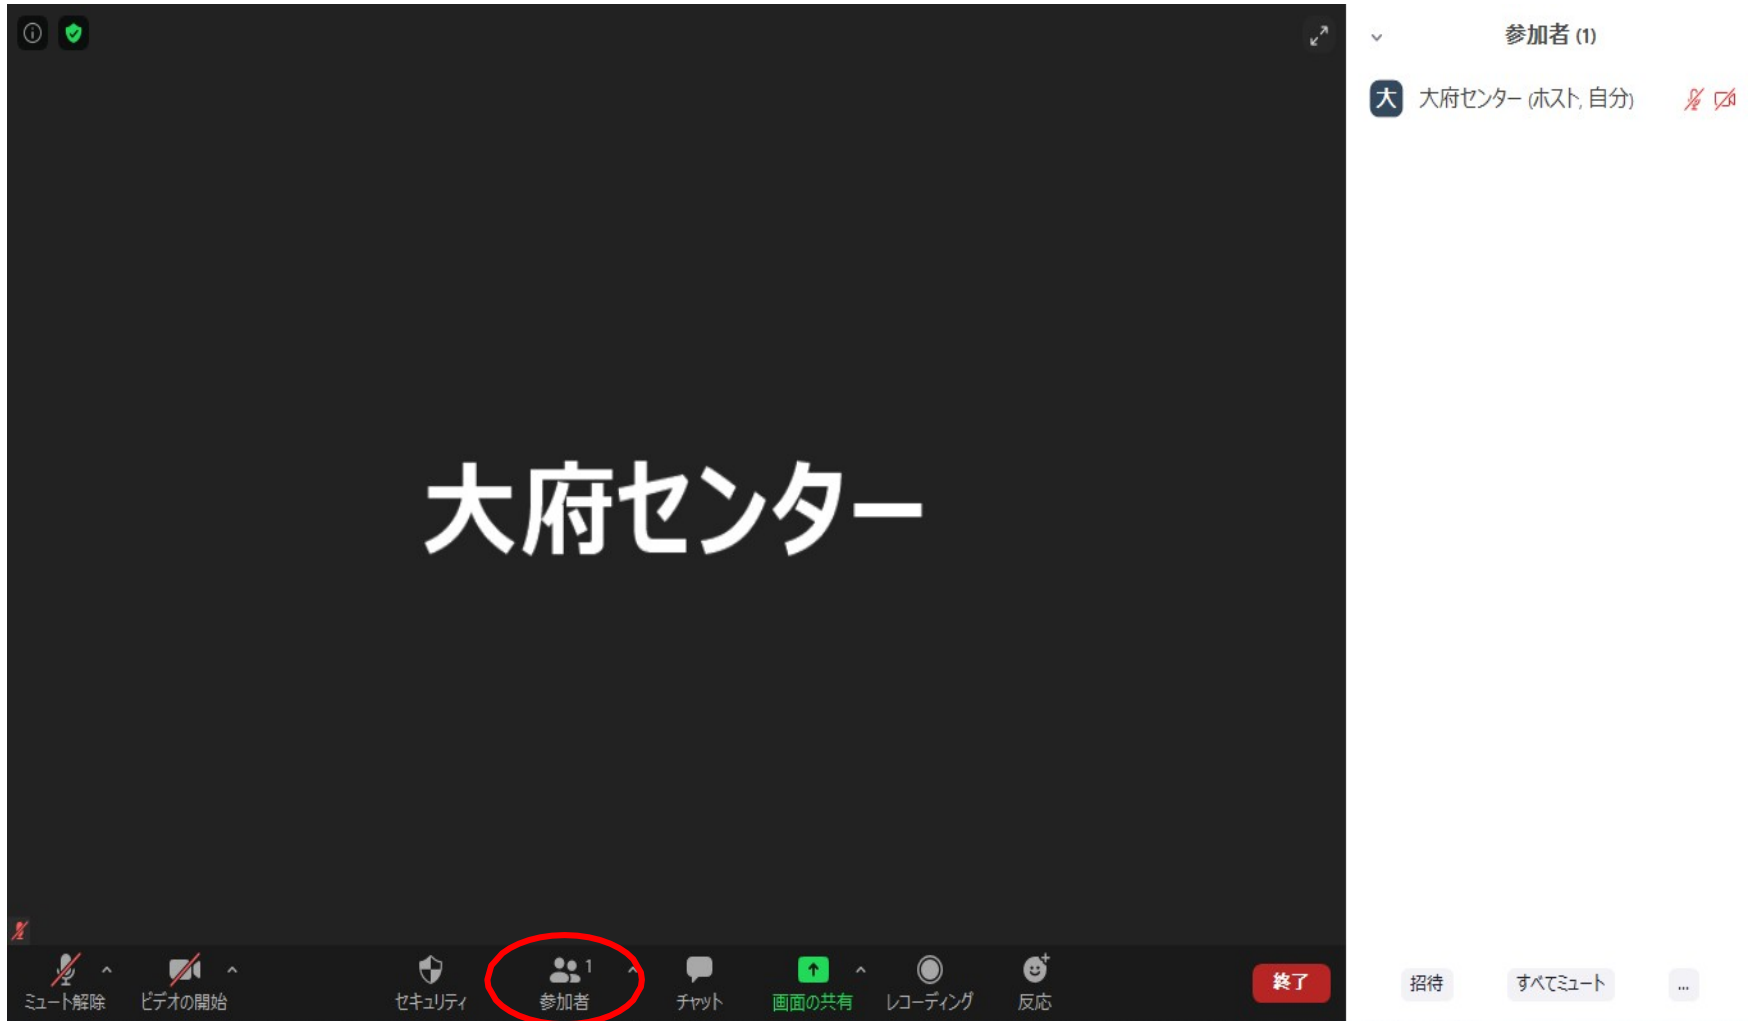 参加者 (1)
大 大府センター (ホスト, 自分)
大府センター
ミュート解除 ビデオの開始 セキュリティ 参加者 1 チャット 画面の共有 レコーディング 反応 終了
招待 すべてミュート ...